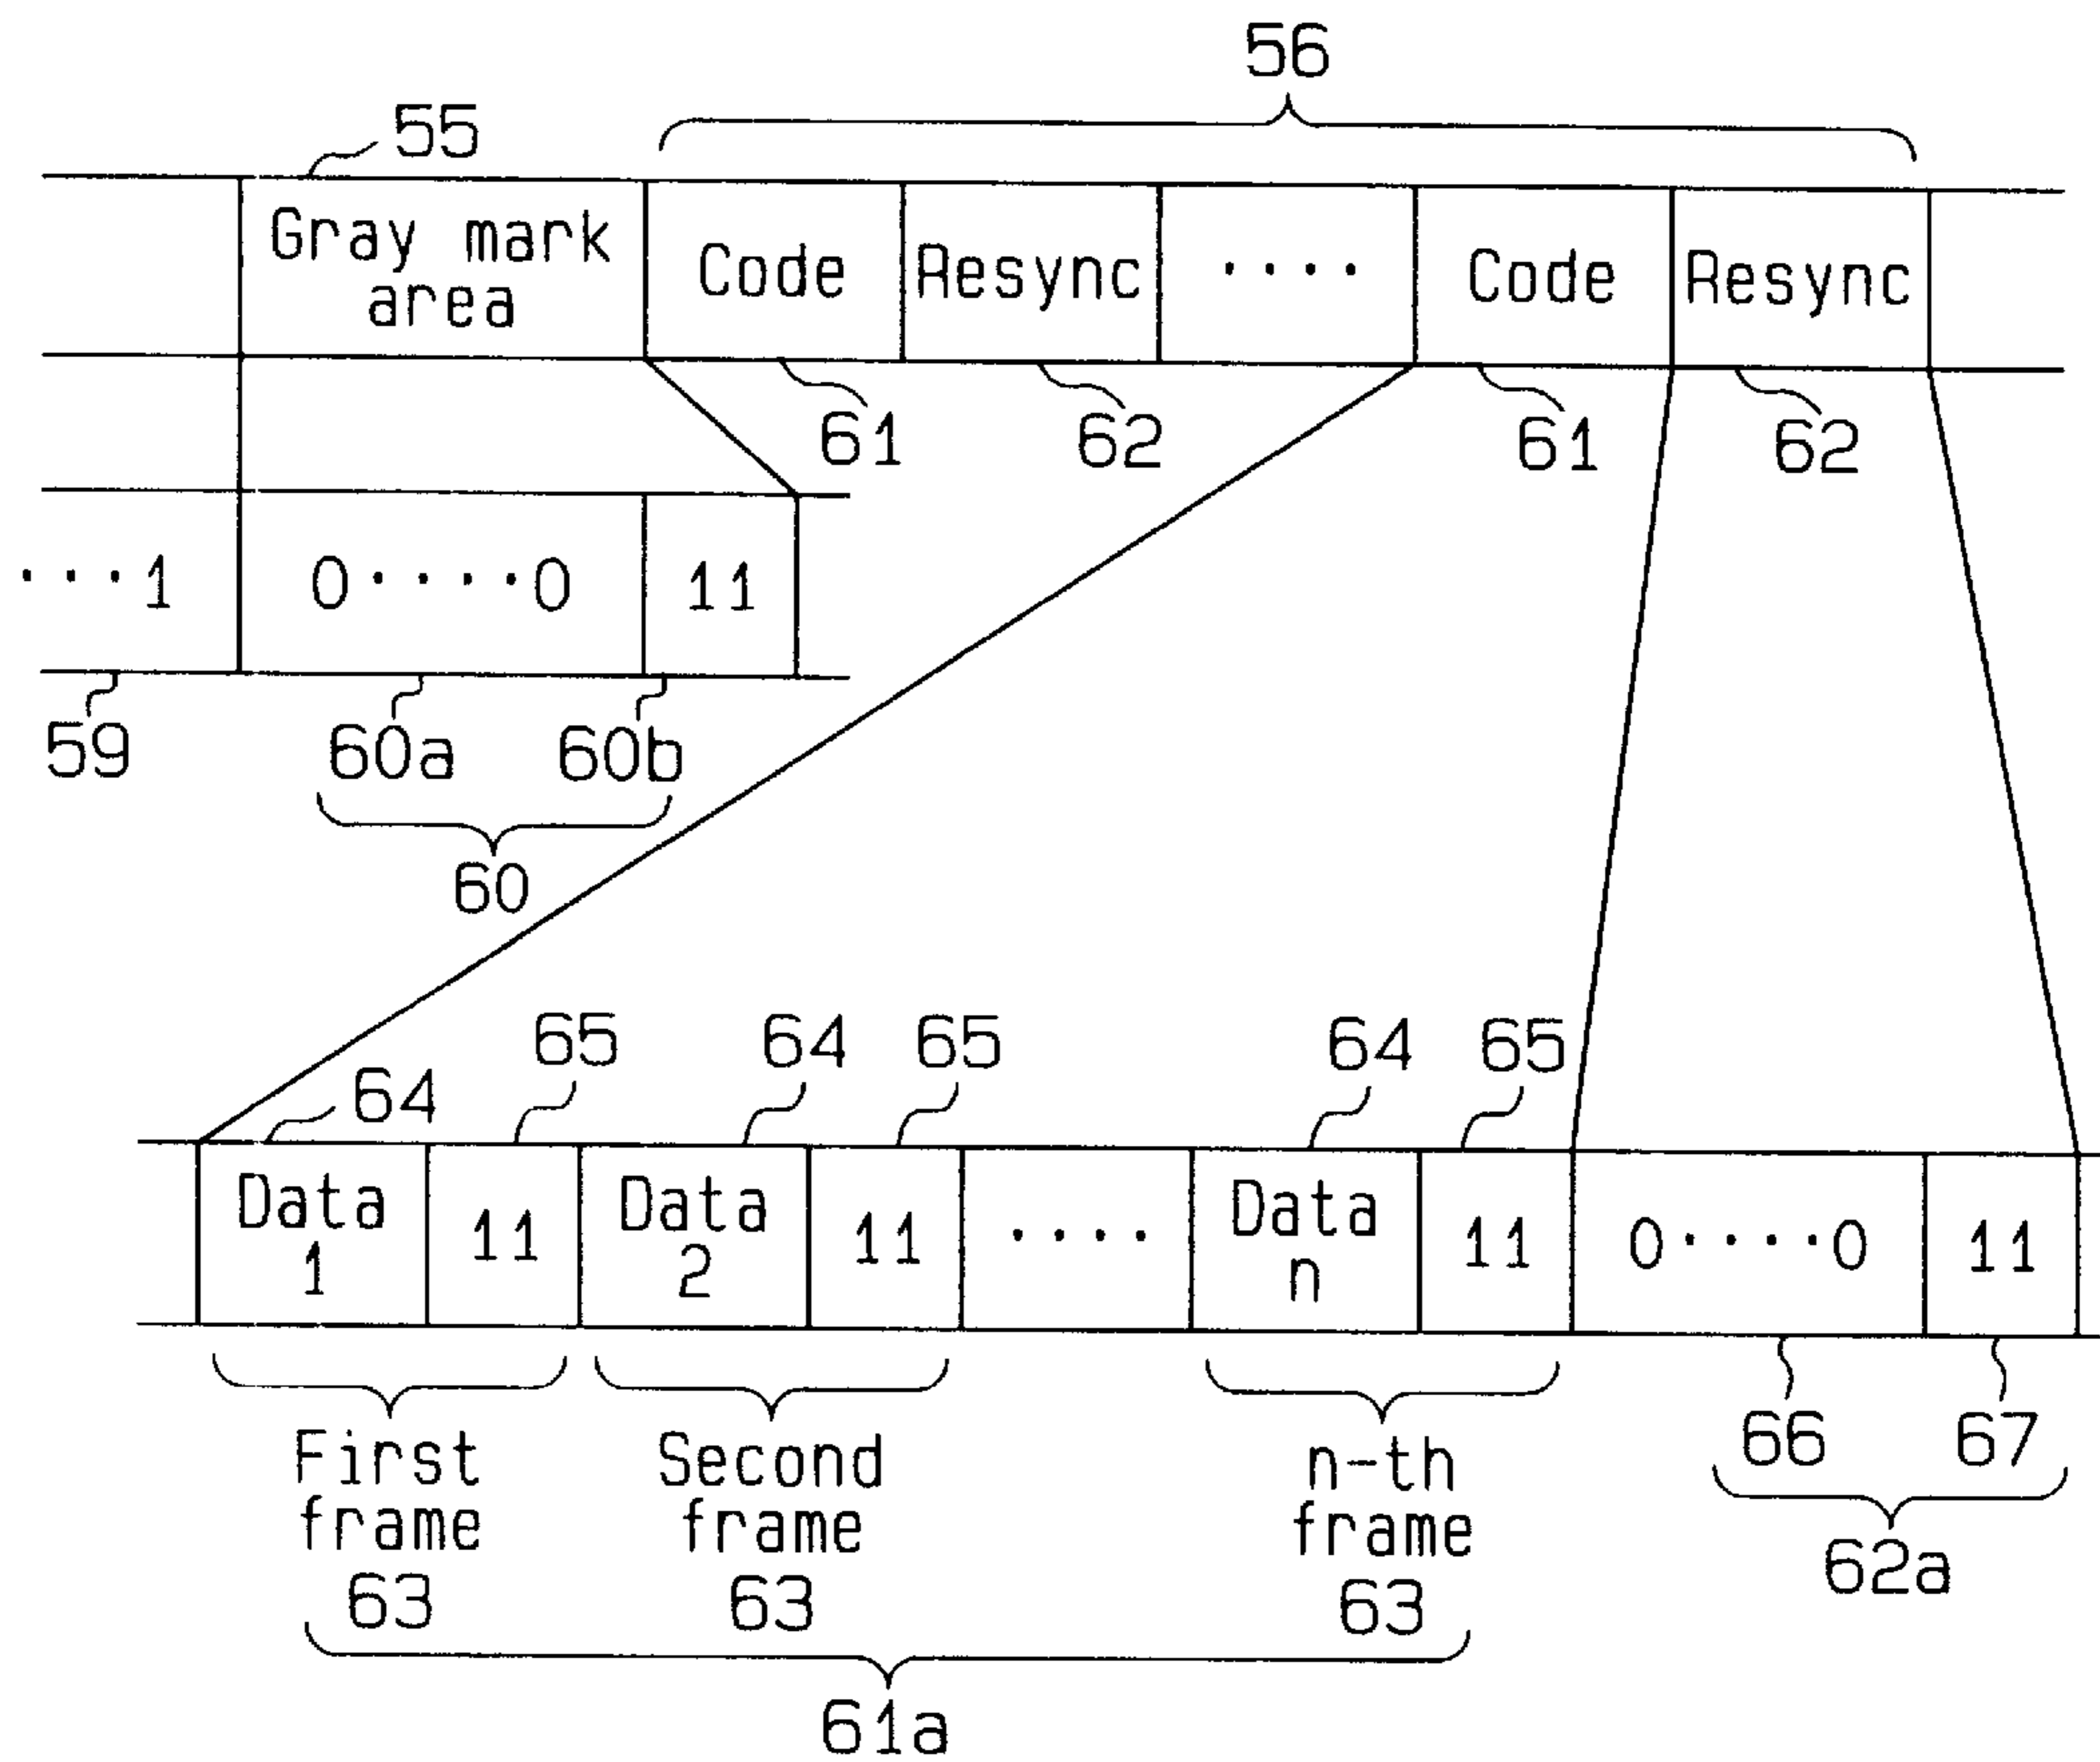 56
55
Gray mark
area
Code
Resync
····
Code
Resync
61
62
61
62
···1
0····0
11
59
60a
60b
60
64
65
64
65
64
65
Data
1
11
Data
2
11
····
Data
n
11
0····0
11
First
frame
63
Second
frame
63
n-th
frame
63
66
67
62a
61a